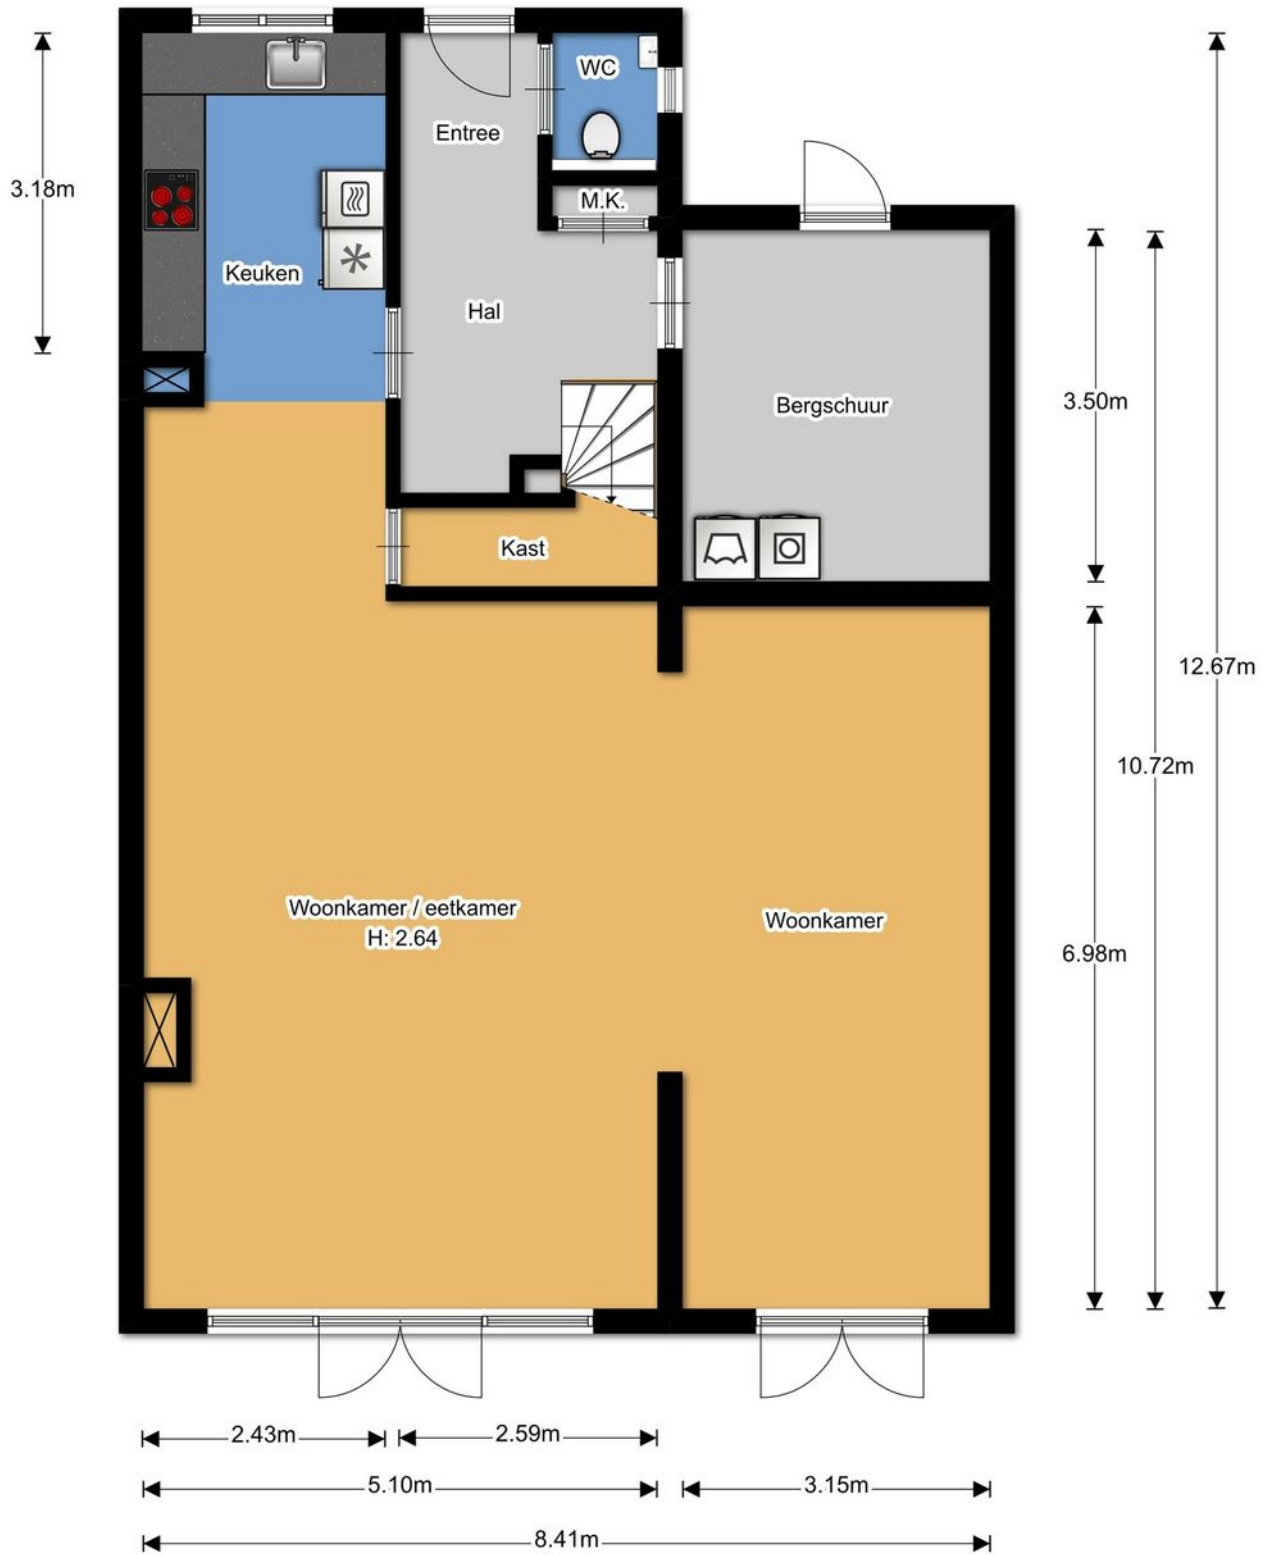 WC
Entree
3.18m
M.K.
Keuken
Hal
Bergschuur
3.50m
Kast
12.67m
10.72m
Woonkamer / eetkamer
H: 2.64
Woonkamer
6.98m
2.43m
2.59m
5.10m
3.15m
8.41m